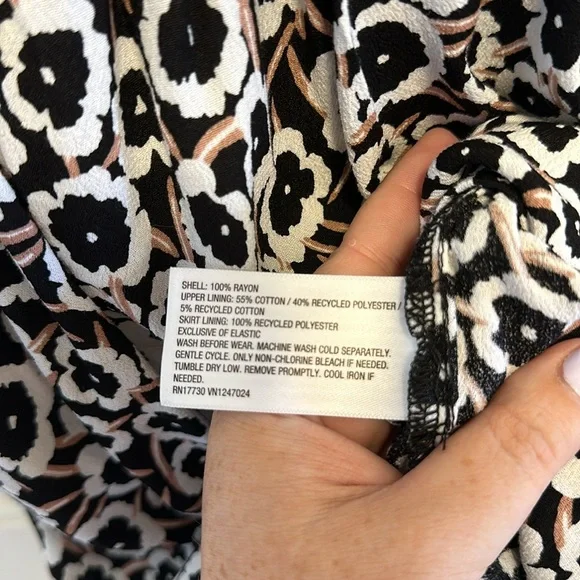 SHELL: 100% RAYON
UPPER LINING: 55% COTTON / 40% RECYCLED POLYESTER /
5% RECYCLED COTTON
SKIRT LINING: 100% RECYCLED POLYESTER
EXCLUSIVE OF ELASTIC
WASH BEFORE WEAR. MACHINE WASH COLD SEPARATELY.
GENTLE CYCLE. ONLY NON-CHLORINE BLEACH IF NEEDED.
TUMBLE DRY LOW. REMOVE PROMPTLY. COOL IRON IF
NEEDED.
RN17730 VN1247024